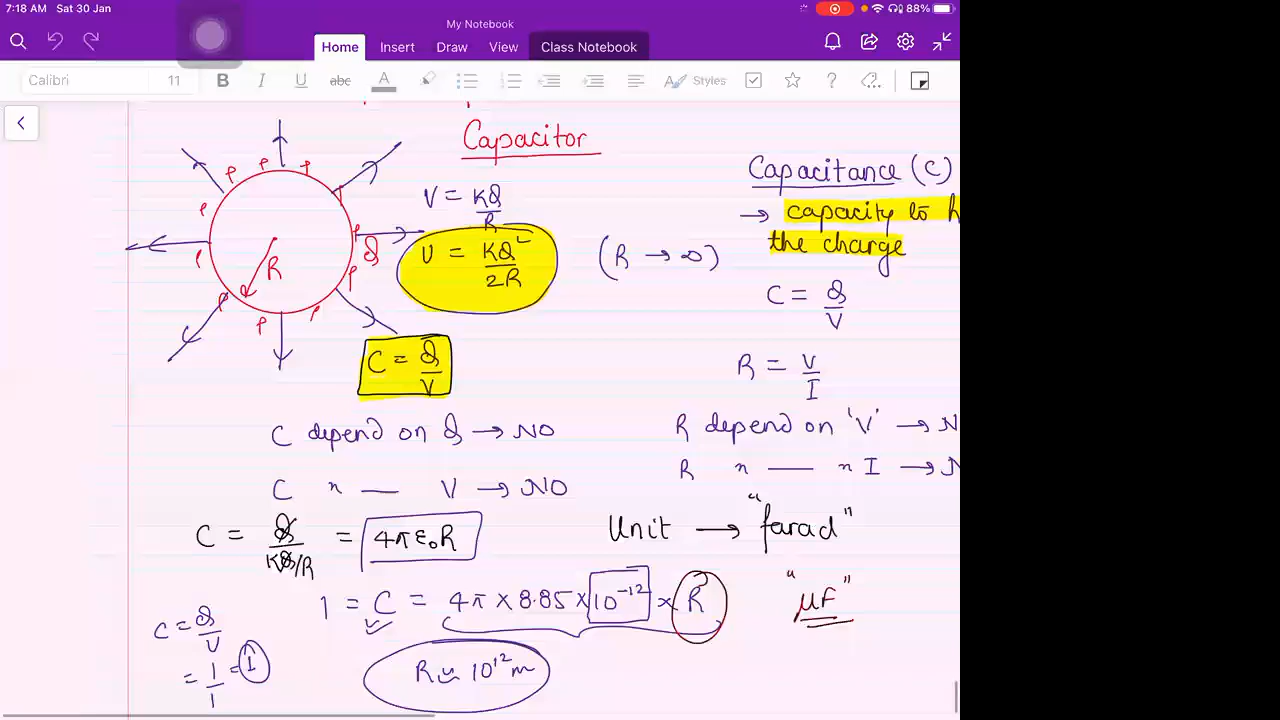 7:18 AM Sat 30 Jan
88%
My Notebook
Home Insert Draw View Class Notebook
Calibri 11 B I U abc A Styles ?
Capacitor
Capacitance (C)
→ capacity to h
the charge
V = KQ/R
U = KQ²/2R
(R → ∞)
R
Q
C = Q/V
C = Q/V
R = V/I
C depend on Q → NO
R depend on 'V' → N
C " — V → NO
R " — " I → N
C = Q/KQ/R = 4πε₀R
Unit → "farad"
1 = C = 4π × 8.85 × 10⁻¹² × R
"μF"
C = Q/V
= 1/1 = 1
R ≈ 10¹² m